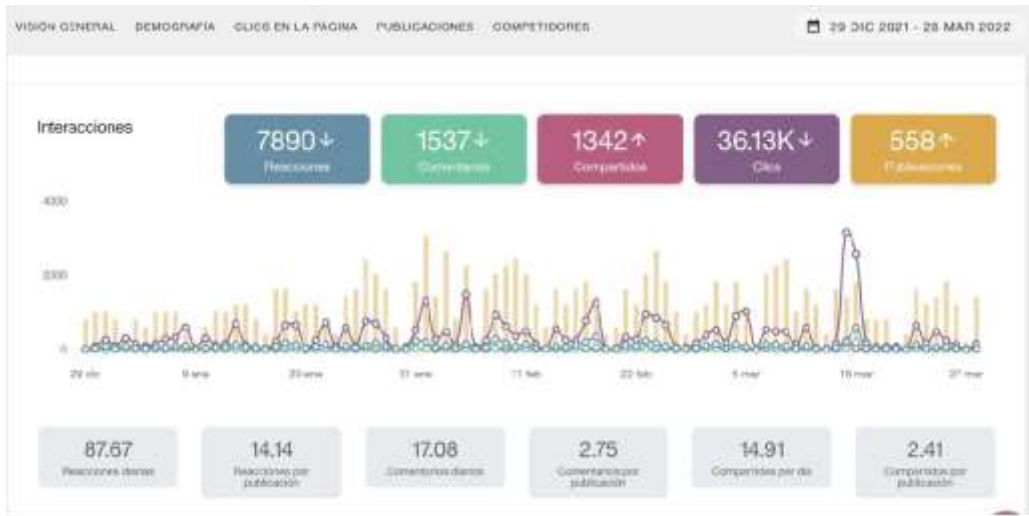 VISIÓN GENERAL DEMOGRAFÍA CLICS EN LA PÁGINA PUBLICACIONES COMPETIDORES 29 DIC 2021 - 28 MAR 2022
Interacciones
7890↓ 1537↓ 1342↑ 36.13K↓ 558↑
Reacciones Comentarios Compartidos Clics Publicaciones
4000
2000
0
29 dic 9 ene 20 ene 31 ene 11 feb 22 feb 5 mar 16 mar 27 mar
87.67 14.14 17.08 2.75 14.91 2.41
Reacciones diarias Reacciones por Comentarios diarios Comentarios por Compartidos por día Compartidos por
publicación publicación publicación